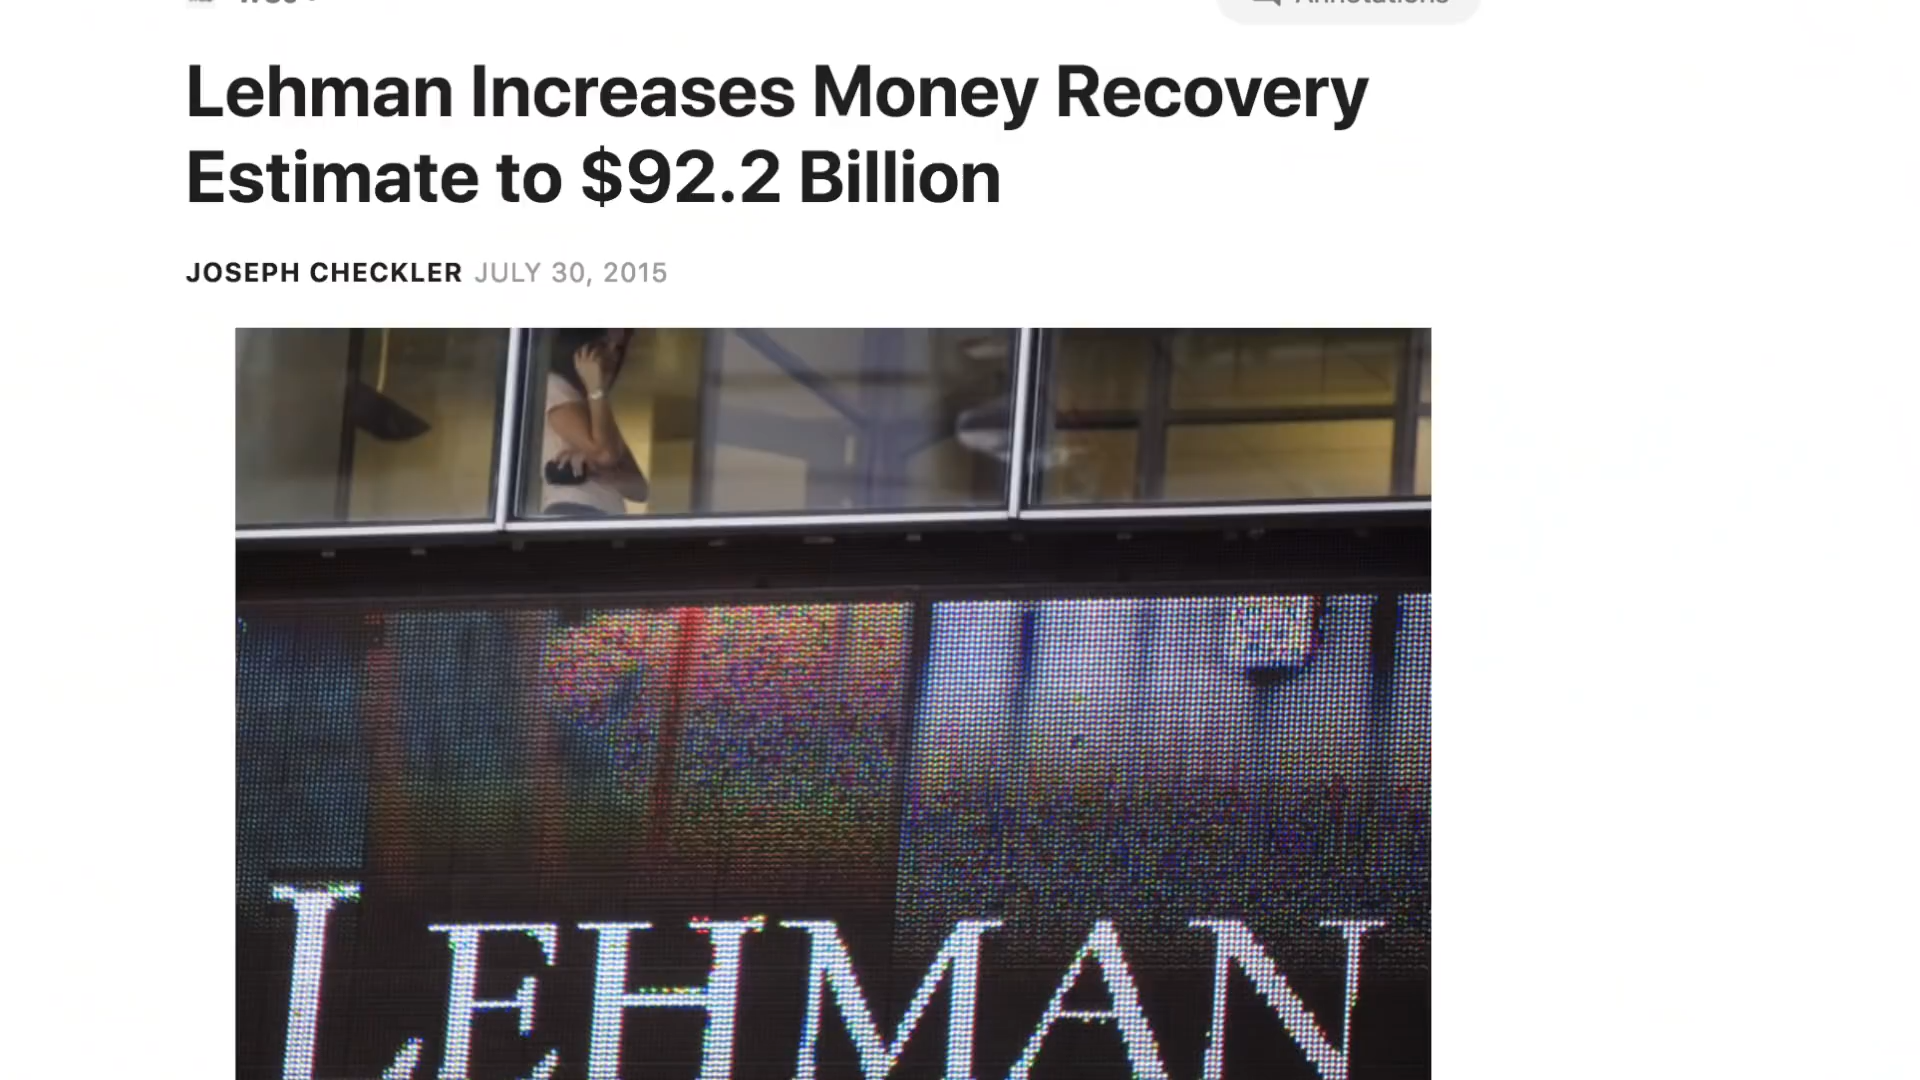 Lehman Increases Money Recovery
Estimate to $92.2 Billion
JOSEPH CHECKLER JULY 30, 2015
LEHMAN